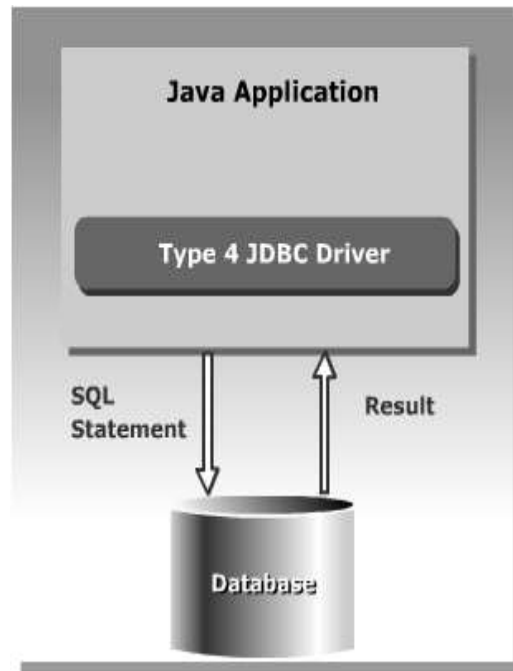 Java Application
Type 4 JDBC Driver
SQL
Statement
Result
Database